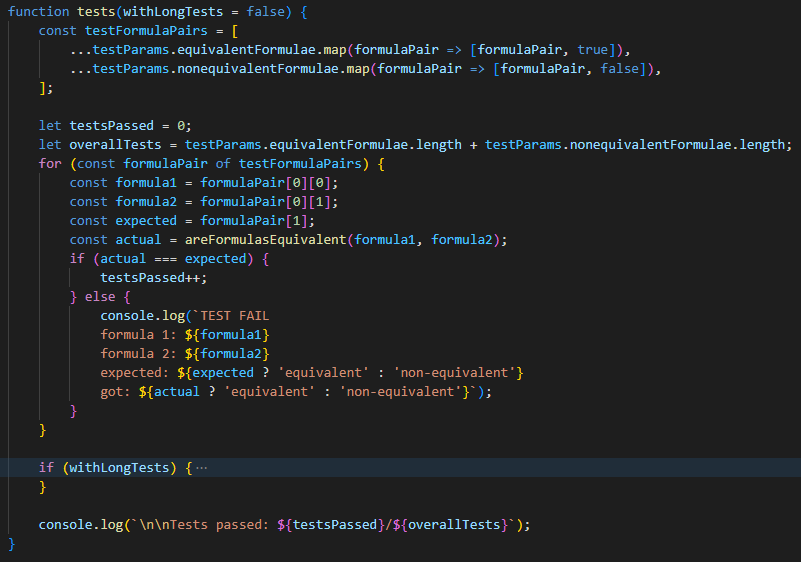 function tests(withLongTests = false) {
    const testFormulaPairs = [
        ...testParams.equivalentFormulae.map(formulaPair => [formulaPair, true]),
        ...testParams.nonequivalentFormulae.map(formulaPair => [formulaPair, false]),
    ];

    let testsPassed = 0;
    let overallTests = testParams.equivalentFormulae.length + testParams.nonequivalentFormulae.length;
    for (const formulaPair of testFormulaPairs) {
        const formula1 = formulaPair[0][0];
        const formula2 = formulaPair[0][1];
        const expected = formulaPair[1];
        const actual = areFormulasEquivalent(formula1, formula2);
        if (actual === expected) {
            testsPassed++;
        } else {
            console.log(`TEST FAIL
            formula 1: ${formula1}
            formula 2: ${formula2}
            expected: ${expected ? 'equivalent' : 'non-equivalent'}
            got: ${actual ? 'equivalent' : 'non-equivalent'}`);
        }
    }

    if (withLongTests) {⋯
    }

    console.log(`\n\nTests passed: ${testsPassed}/${overallTests}`);
}